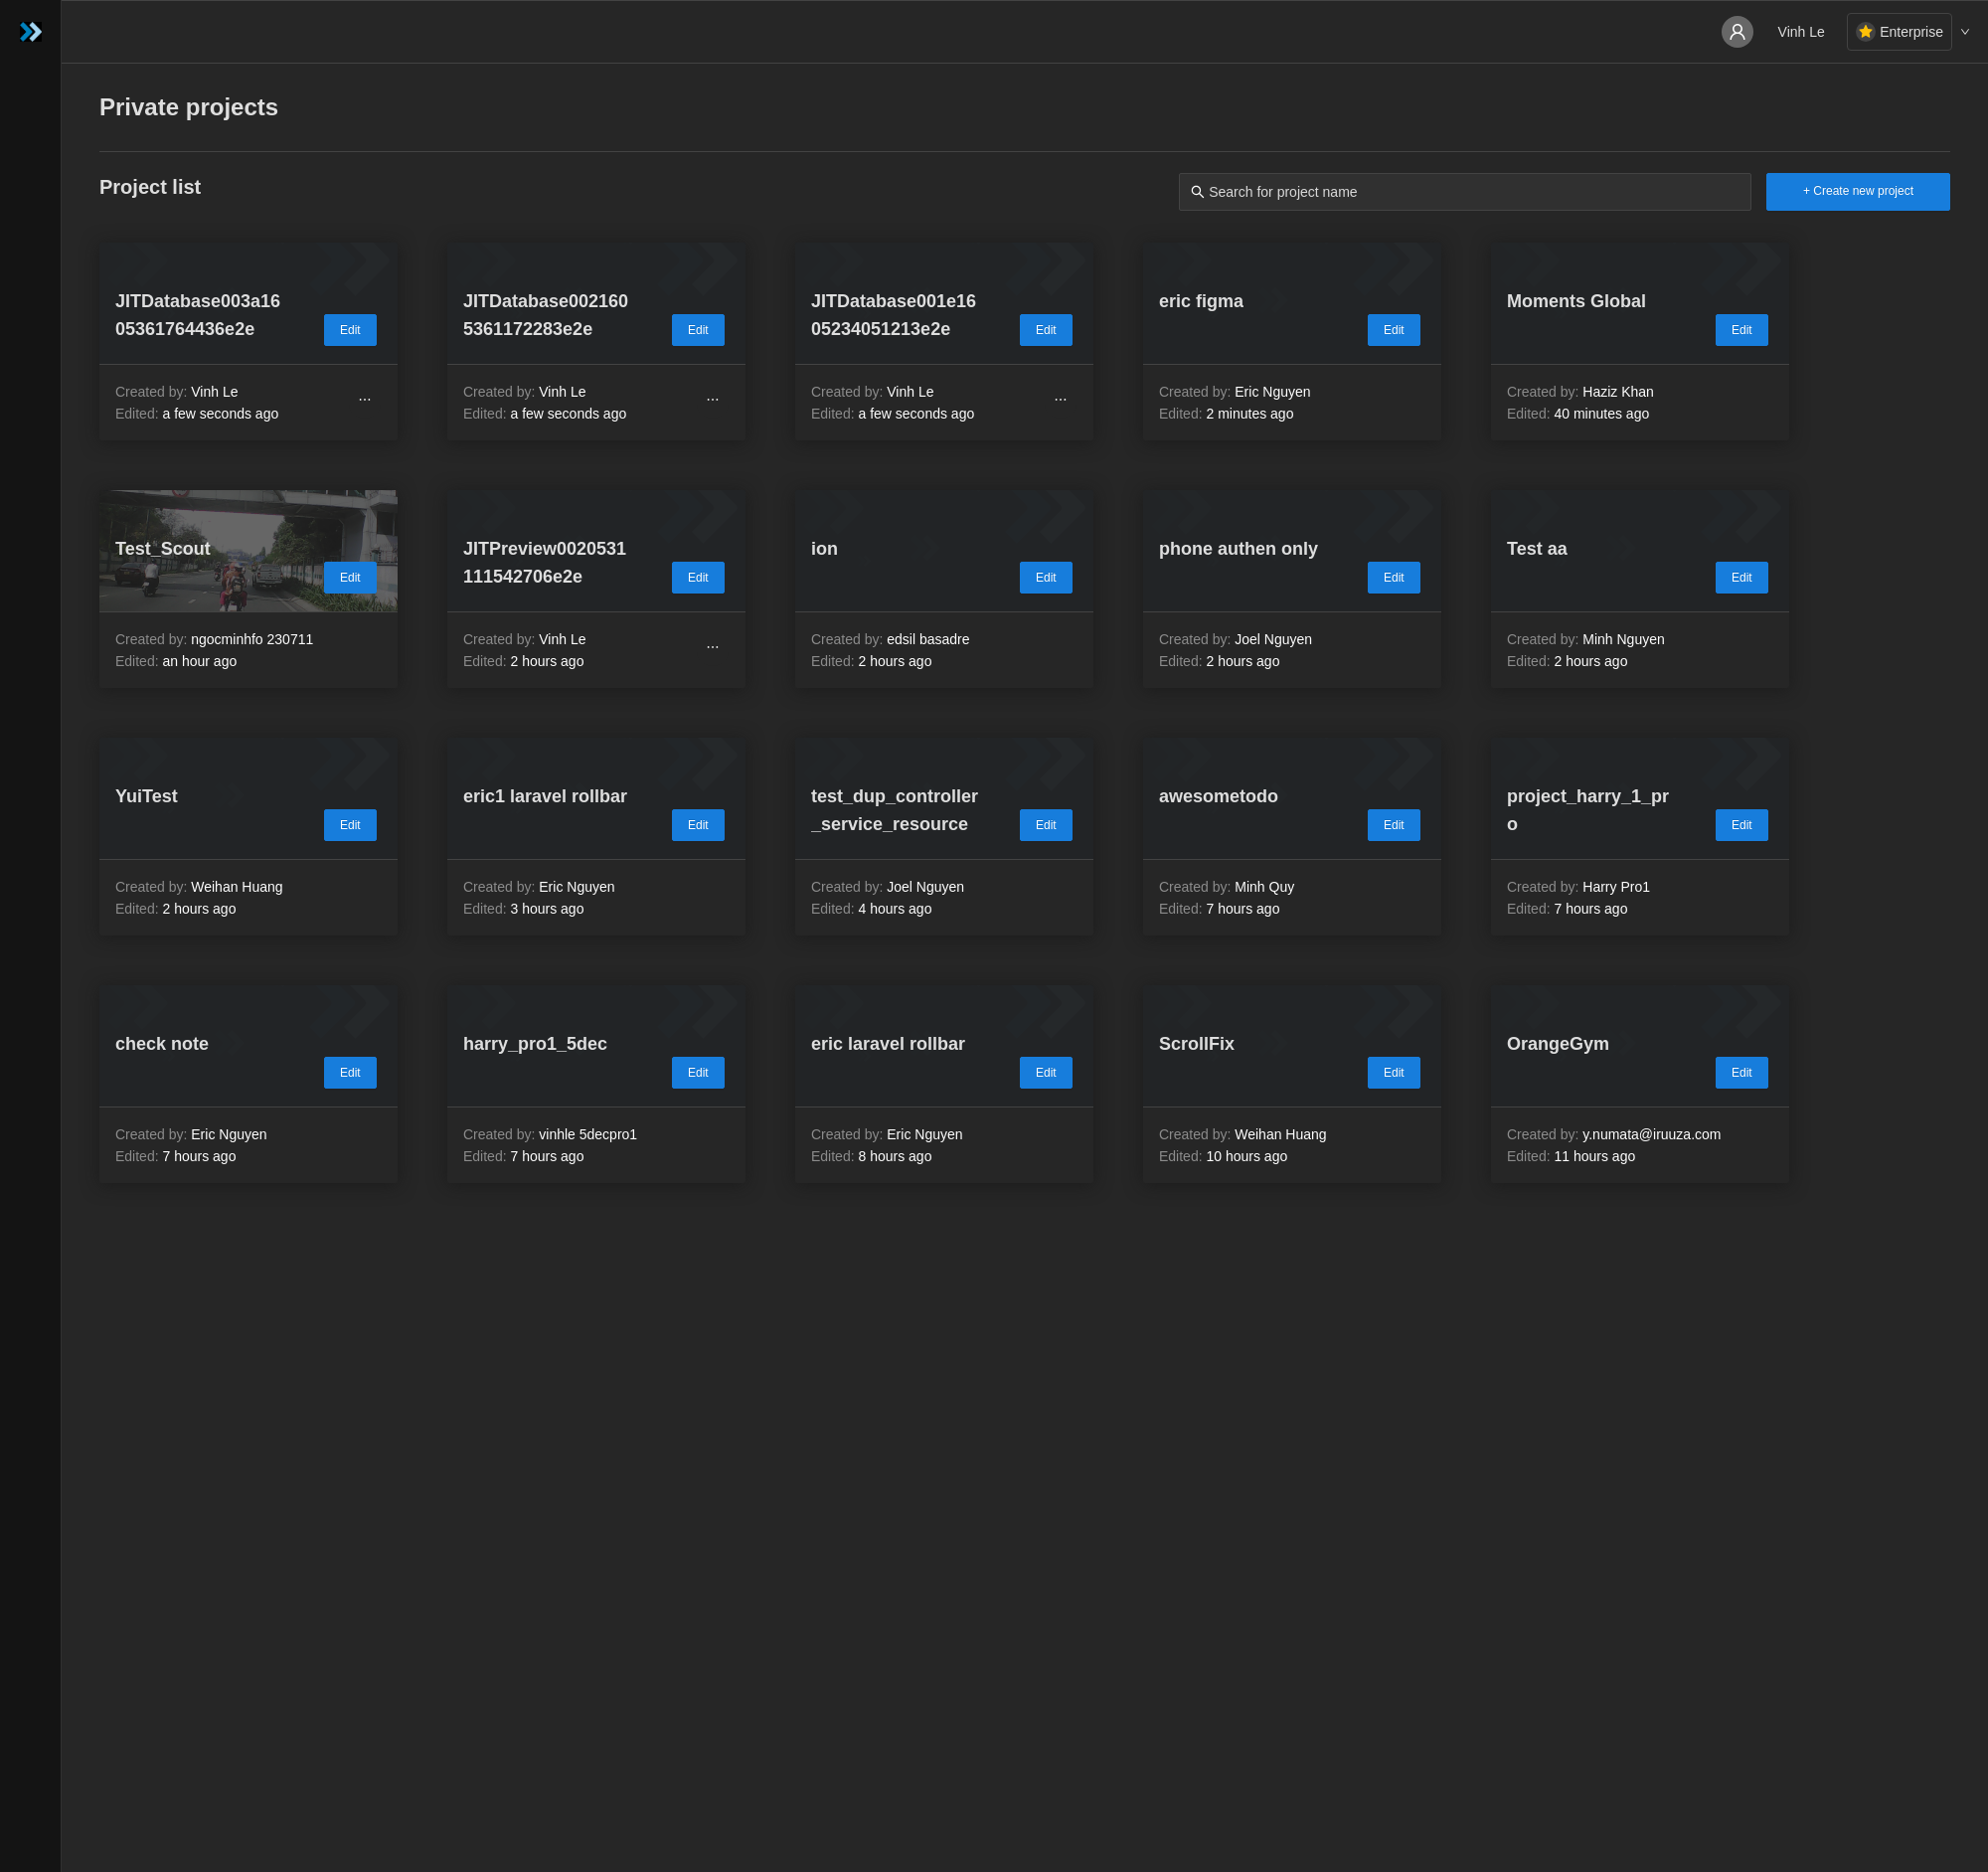 Vinh Le
Enterprise
Private projects
Project list
Search for project name
+ Create new project
JITDatabase003a16
05361764436e2e
Edit
Created by: Vinh Le
...
Edited: a few seconds ago
JITDatabase002160
5361172283e2e
Edit
Created by: Vinh Le
...
Edited: a few seconds ago
JITDatabase001e16
05234051213e2e
Edit
Created by: Vinh Le
...
Edited: a few seconds ago
eric figma
Edit
Created by: Eric Nguyen
Edited: 2 minutes ago
Moments Global
Edit
Created by: Haziz Khan
Edited: 40 minutes ago
Test_Scout
Edit
Created by: ngocminhfo 230711
Edited: an hour ago
JITPreview0020531
111542706e2e
Edit
Created by: Vinh Le
...
Edited: 2 hours ago
ion
Edit
Created by: edsil basadre
Edited: 2 hours ago
phone authen only
Edit
Created by: Joel Nguyen
Edited: 2 hours ago
Test aa
Edit
Created by: Minh Nguyen
Edited: 2 hours ago
YuiTest
Edit
Created by: Weihan Huang
Edited: 2 hours ago
eric1 laravel rollbar
Edit
Created by: Eric Nguyen
Edited: 3 hours ago
test_dup_controller
_service_resource
Edit
Created by: Joel Nguyen
Edited: 4 hours ago
awesometodo
Edit
Created by: Minh Quy
Edited: 7 hours ago
project_harry_1_pr
o
Edit
Created by: Harry Pro1
Edited: 7 hours ago
check note
Edit
Created by: Eric Nguyen
Edited: 7 hours ago
harry_pro1_5dec
Edit
Created by: vinhle 5decpro1
Edited: 7 hours ago
eric laravel rollbar
Edit
Created by: Eric Nguyen
Edited: 8 hours ago
ScrollFix
Edit
Created by: Weihan Huang
Edited: 10 hours ago
OrangeGym
Edit
Created by: y.numata@iruuza.com
Edited: 11 hours ago